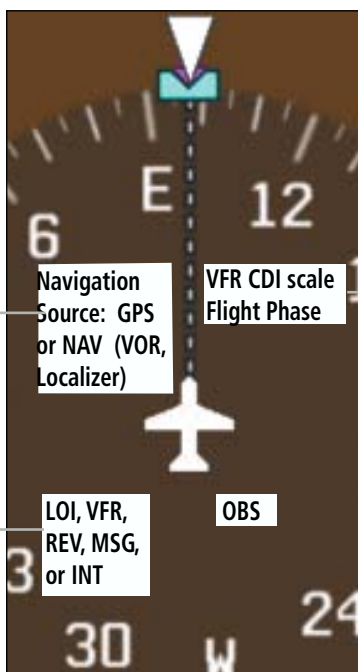 E
12
6
1
Navigation
Source: GPS
or NAV (VOR,
Localizer)
VFR CDI scale
Flight Phase
LOI, VFR,
REV, MSG,
or INT
OBS
3
24
30
W